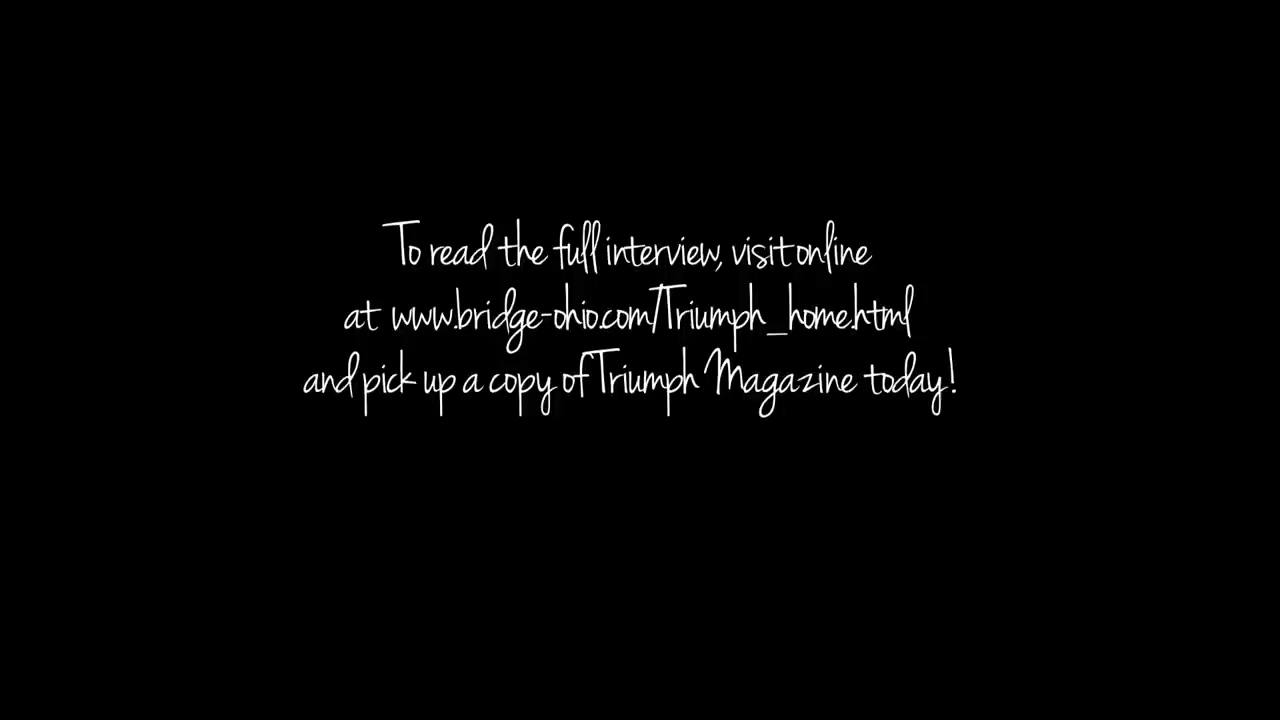 To read the full interview, visit online
at www.bridge-ohio.com/Triumph_home.html
and pick up a copy of Triumph Magazine today!